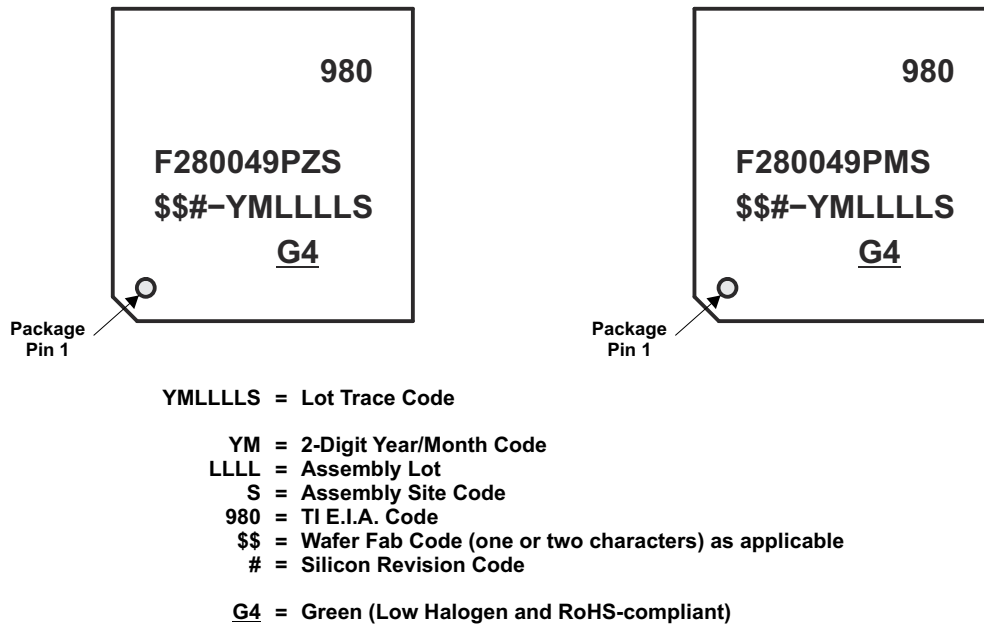 980
F280049PZS
$$#−YMLLLLS
G4
Package
Pin 1
980
F280049PMS
$$#−YMLLLLS
G4
Package
Pin 1
YMLLLLS = Lot Trace Code
YM = 2-Digit Year/Month Code
LLLL = Assembly Lot
S = Assembly Site Code
980 = TI E.I.A. Code
$$ = Wafer Fab Code (one or two characters) as applicable
# = Silicon Revision Code
G4 = Green (Low Halogen and RoHS-compliant)